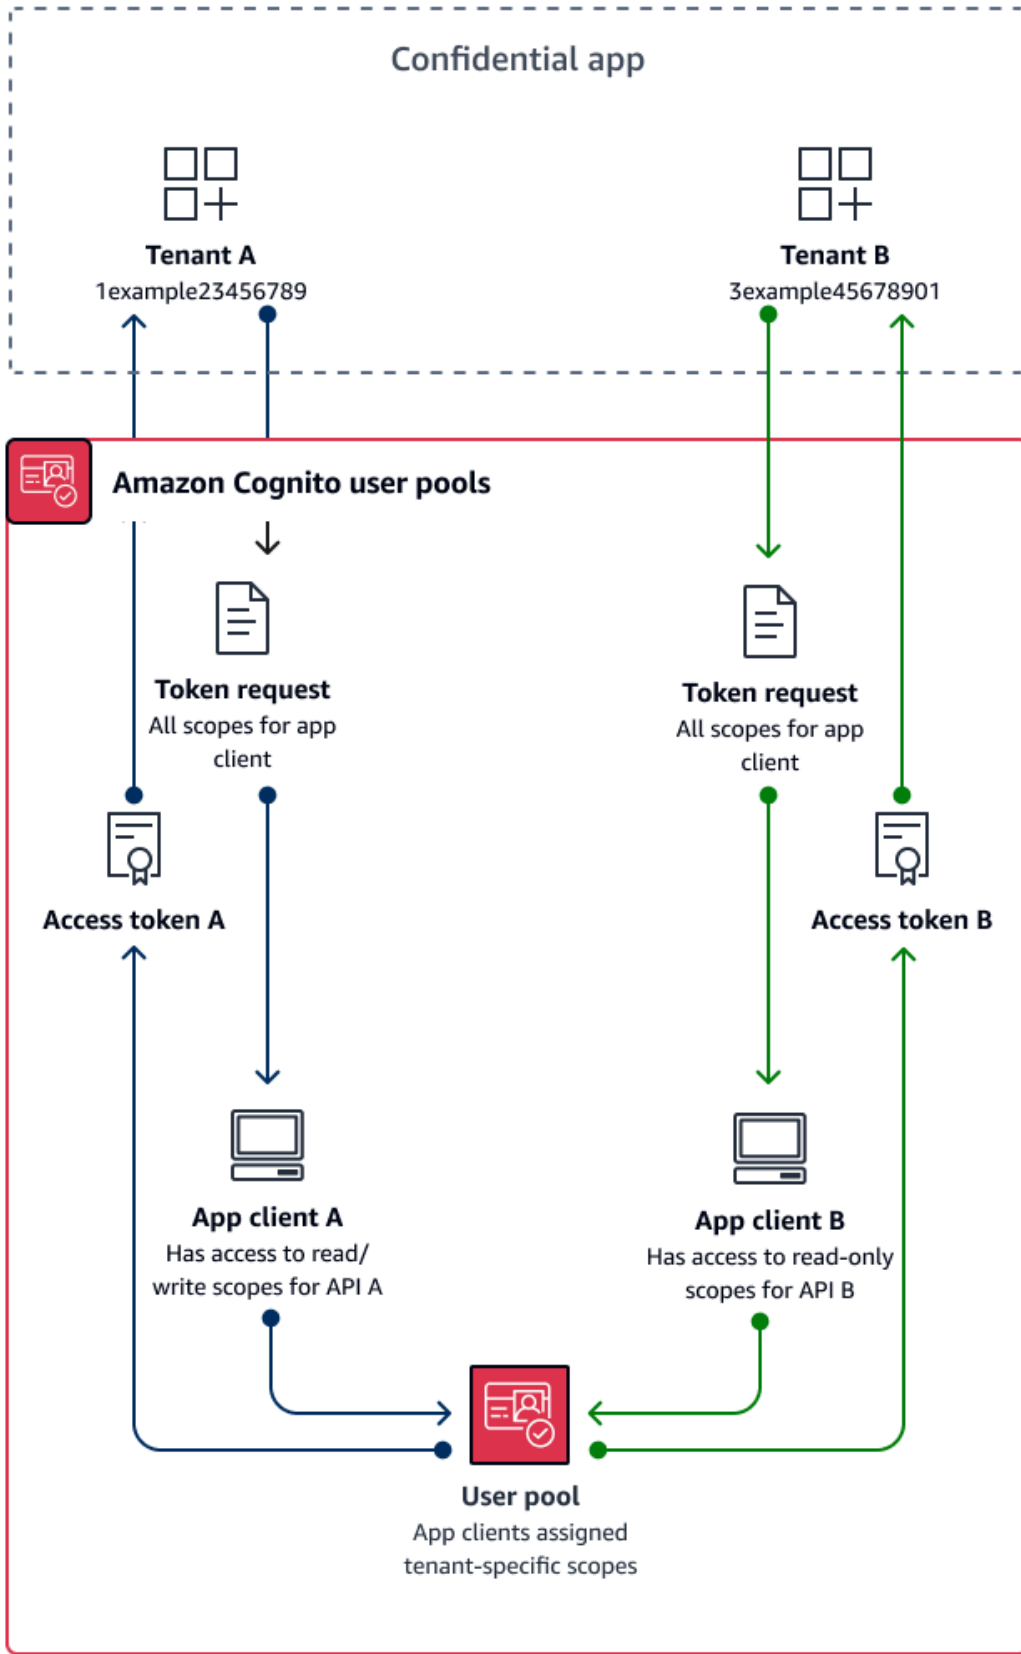 Confidential app
Tenant A
1example23456789
Tenant B
3example45678901
Amazon Cognito user pools
Token request
All scopes for app
client
Token request
All scopes for app
client
Access token A
Access token B
App client A
Has access to read/
write scopes for API A
App client B
Has access to read-only
scopes for API B
User pool
App clients assigned
tenant-specific scopes